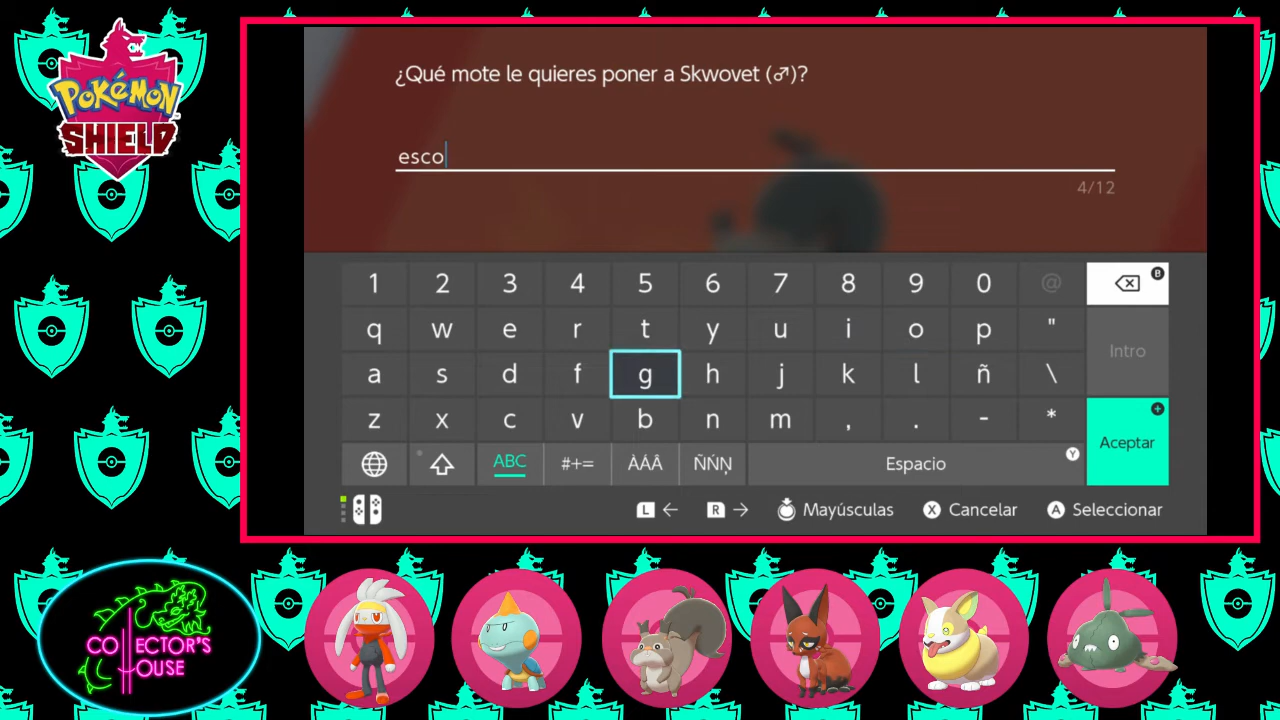 POKéMON
SHIELD
¿Qué mote le quieres poner a Skwovet (♂)?
esco
4/12
1 2 3 4 5 6 7 8 9 0 @ B
q w e r t y u i o p "
Intro
a s d f g h j k l ñ \
z x c v b n m , . - * +
Aceptar
ABC #+= ÀÁÂ ÑŃŅ Espacio Y
L ← R → Mayúsculas X Cancelar A Seleccionar
COLLECTOR'S
HOUSE